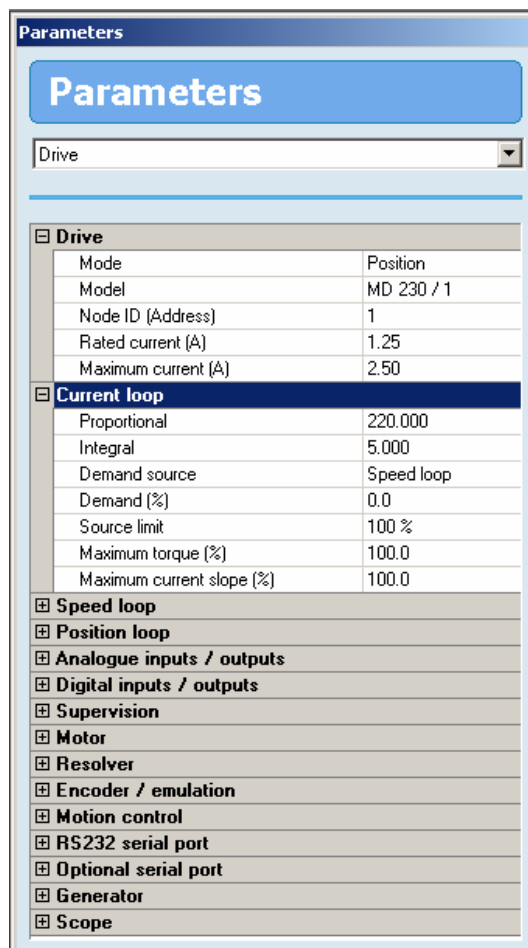 Parameters
Parameters
Drive
Drive
Mode Position
Model MD 230 / 1
Node ID (Address) 1
Rated current (A) 1.25
Maximum current (A) 2.50
Current loop
Proportional 220.000
Integral 5.000
Demand source Speed loop
Demand (%) 0.0
Source limit 100 %
Maximum torque (%) 100.0
Maximum current slope (%) 100.0
Speed loop
Position loop
Analogue inputs / outputs
Digital inputs / outputs
Supervision
Motor
Resolver
Encoder / emulation
Motion control
RS232 serial port
Optional serial port
Generator
Scope